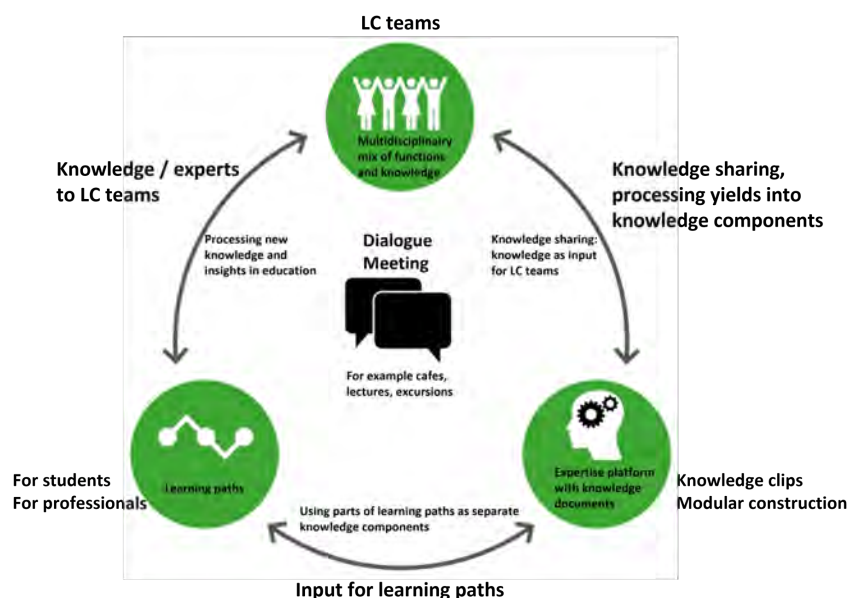 LC teams
Multidisciplinairy
mix of functions
and knowledge
Knowledge / experts
to LC teams
Knowledge sharing,
processing yields into
knowledge components
Processing new
knowledge and
insights in education
Dialogue
Meeting
Knowledge sharing:
knowledge as input
for LC teams
For example cafes,
lectures, excursions
For students
For professionals
Learning paths
Expertise platform
with knowledge
documents
Knowledge clips
Modular construction
Using parts of learning paths as separate
knowledge components
Input for learning paths